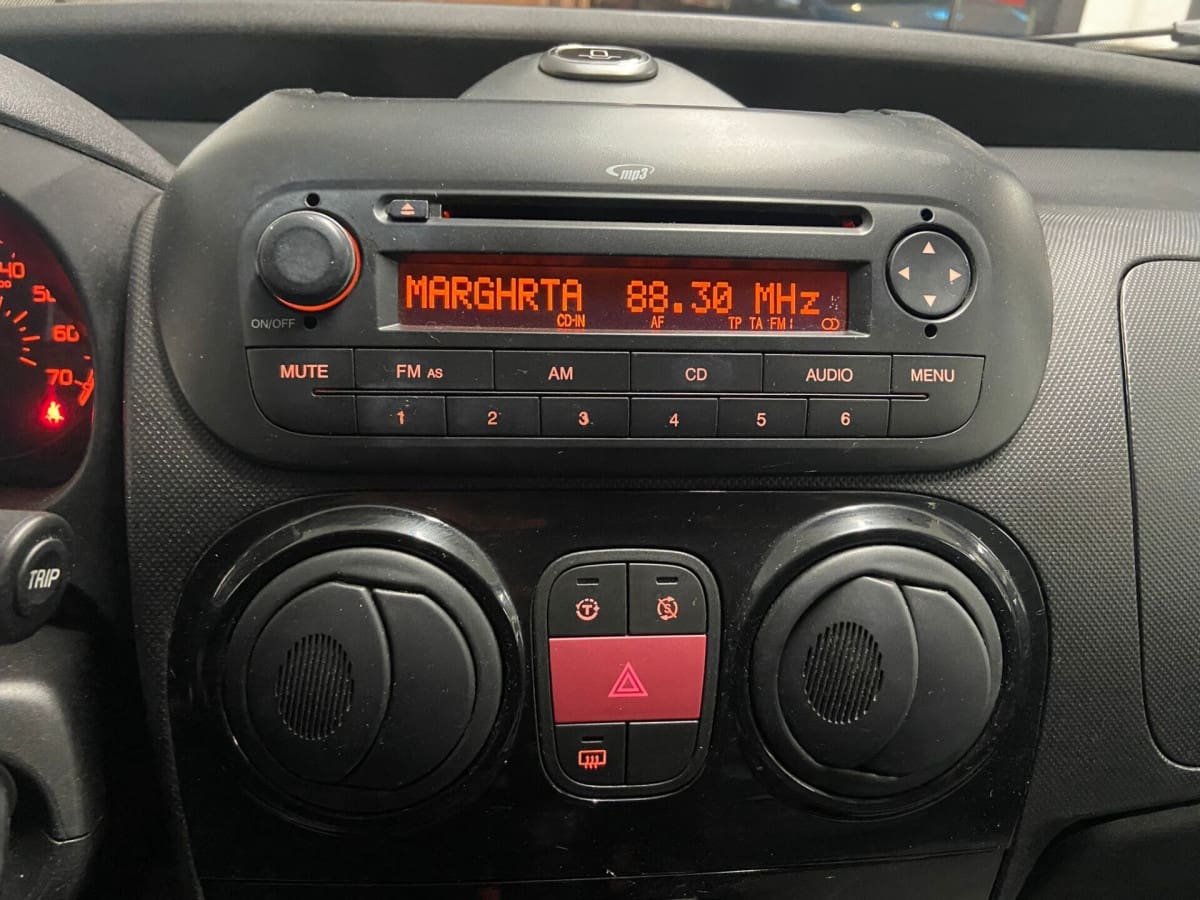 mp3
MARGHRTA 88.30 MHz
CD-IN AF TP TA FM1
ON/OFF
MUTE FM AS AM CD AUDIO MENU
1 2 3 4 5 6
40
50
60
70
TRIP
T S